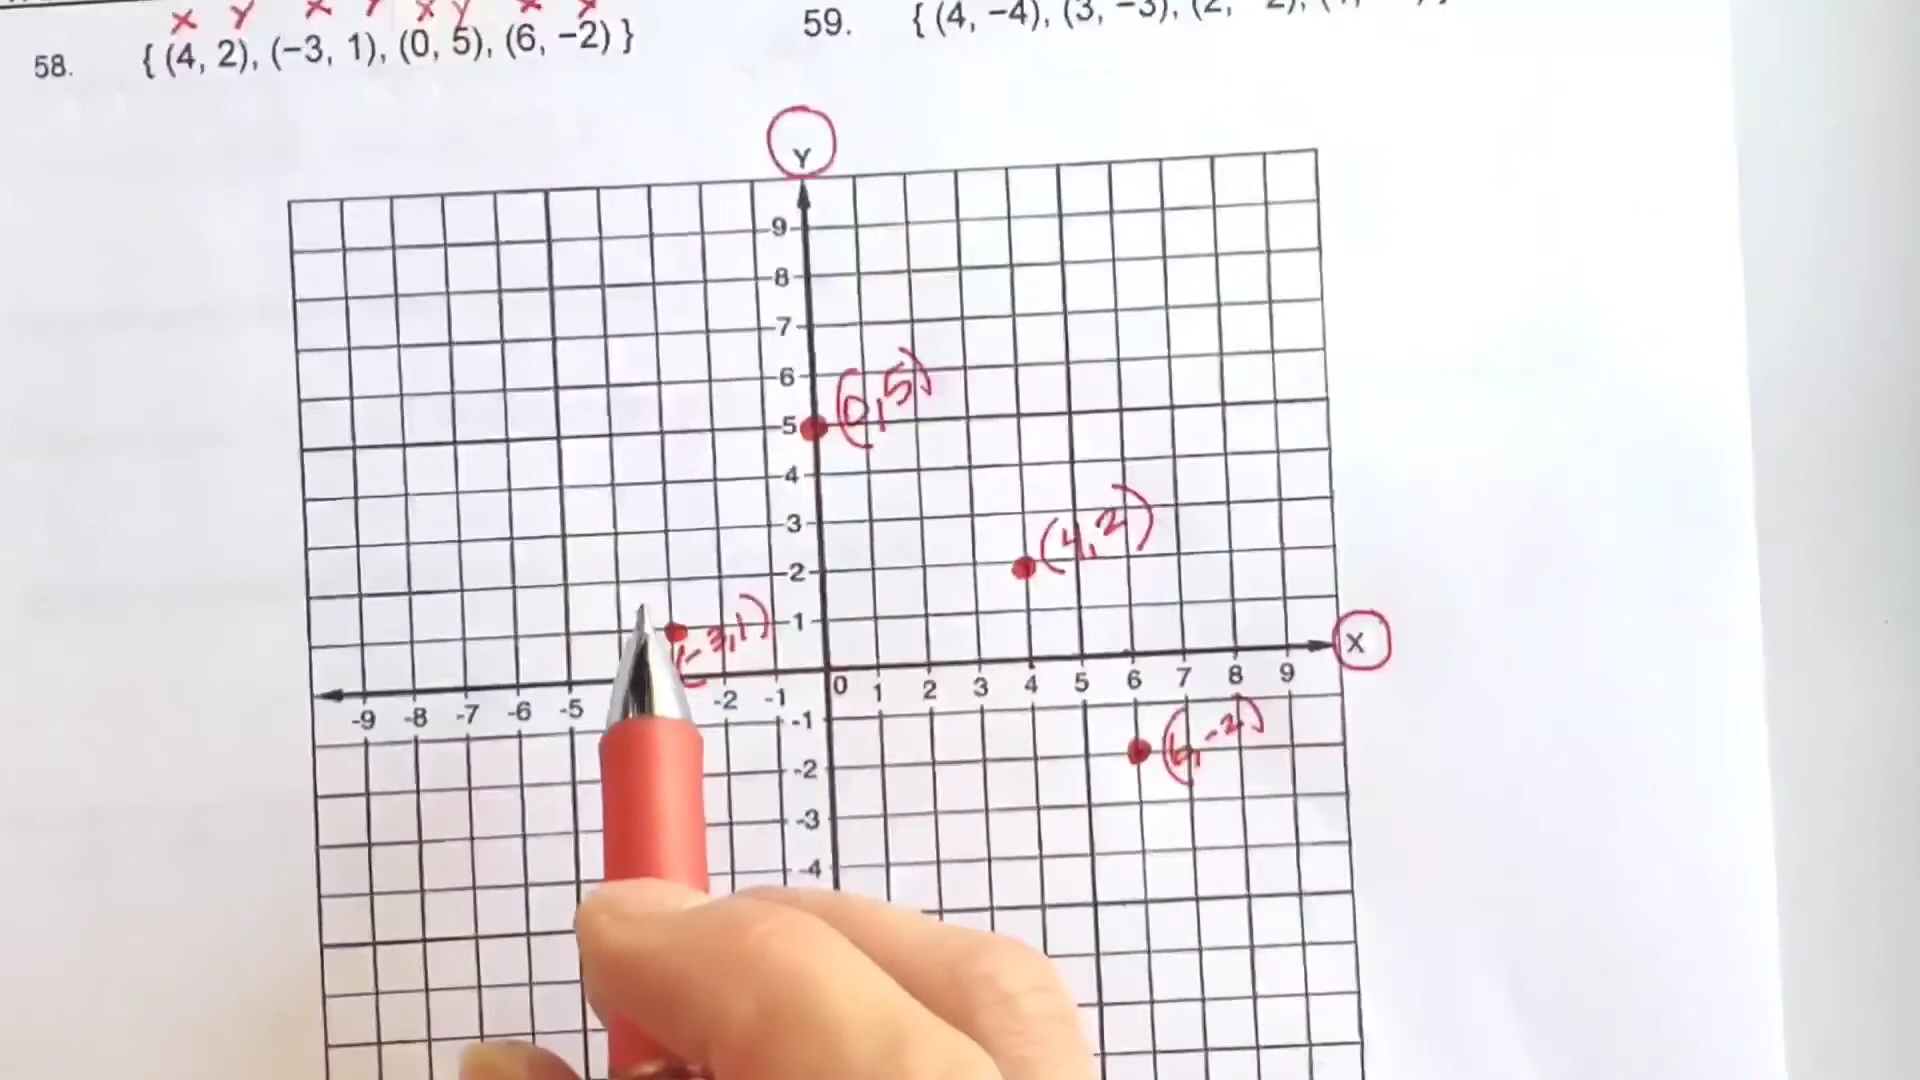 X Y X Y X Y X Y
58. { (4, 2), (−3, 1), (0, 5), (6, −2) }
59. { (4, −4), (3, −3), (2, −2),
Y
9
8
7
6
(0,5)
5
4
3
(4,2)
2
(-3,1)
1
X
-9 -8 -7 -6 -5 -2 -1 0 1 2 3 4 5 6 7 8 9
-1
(6,-2)
-2
-3
-4